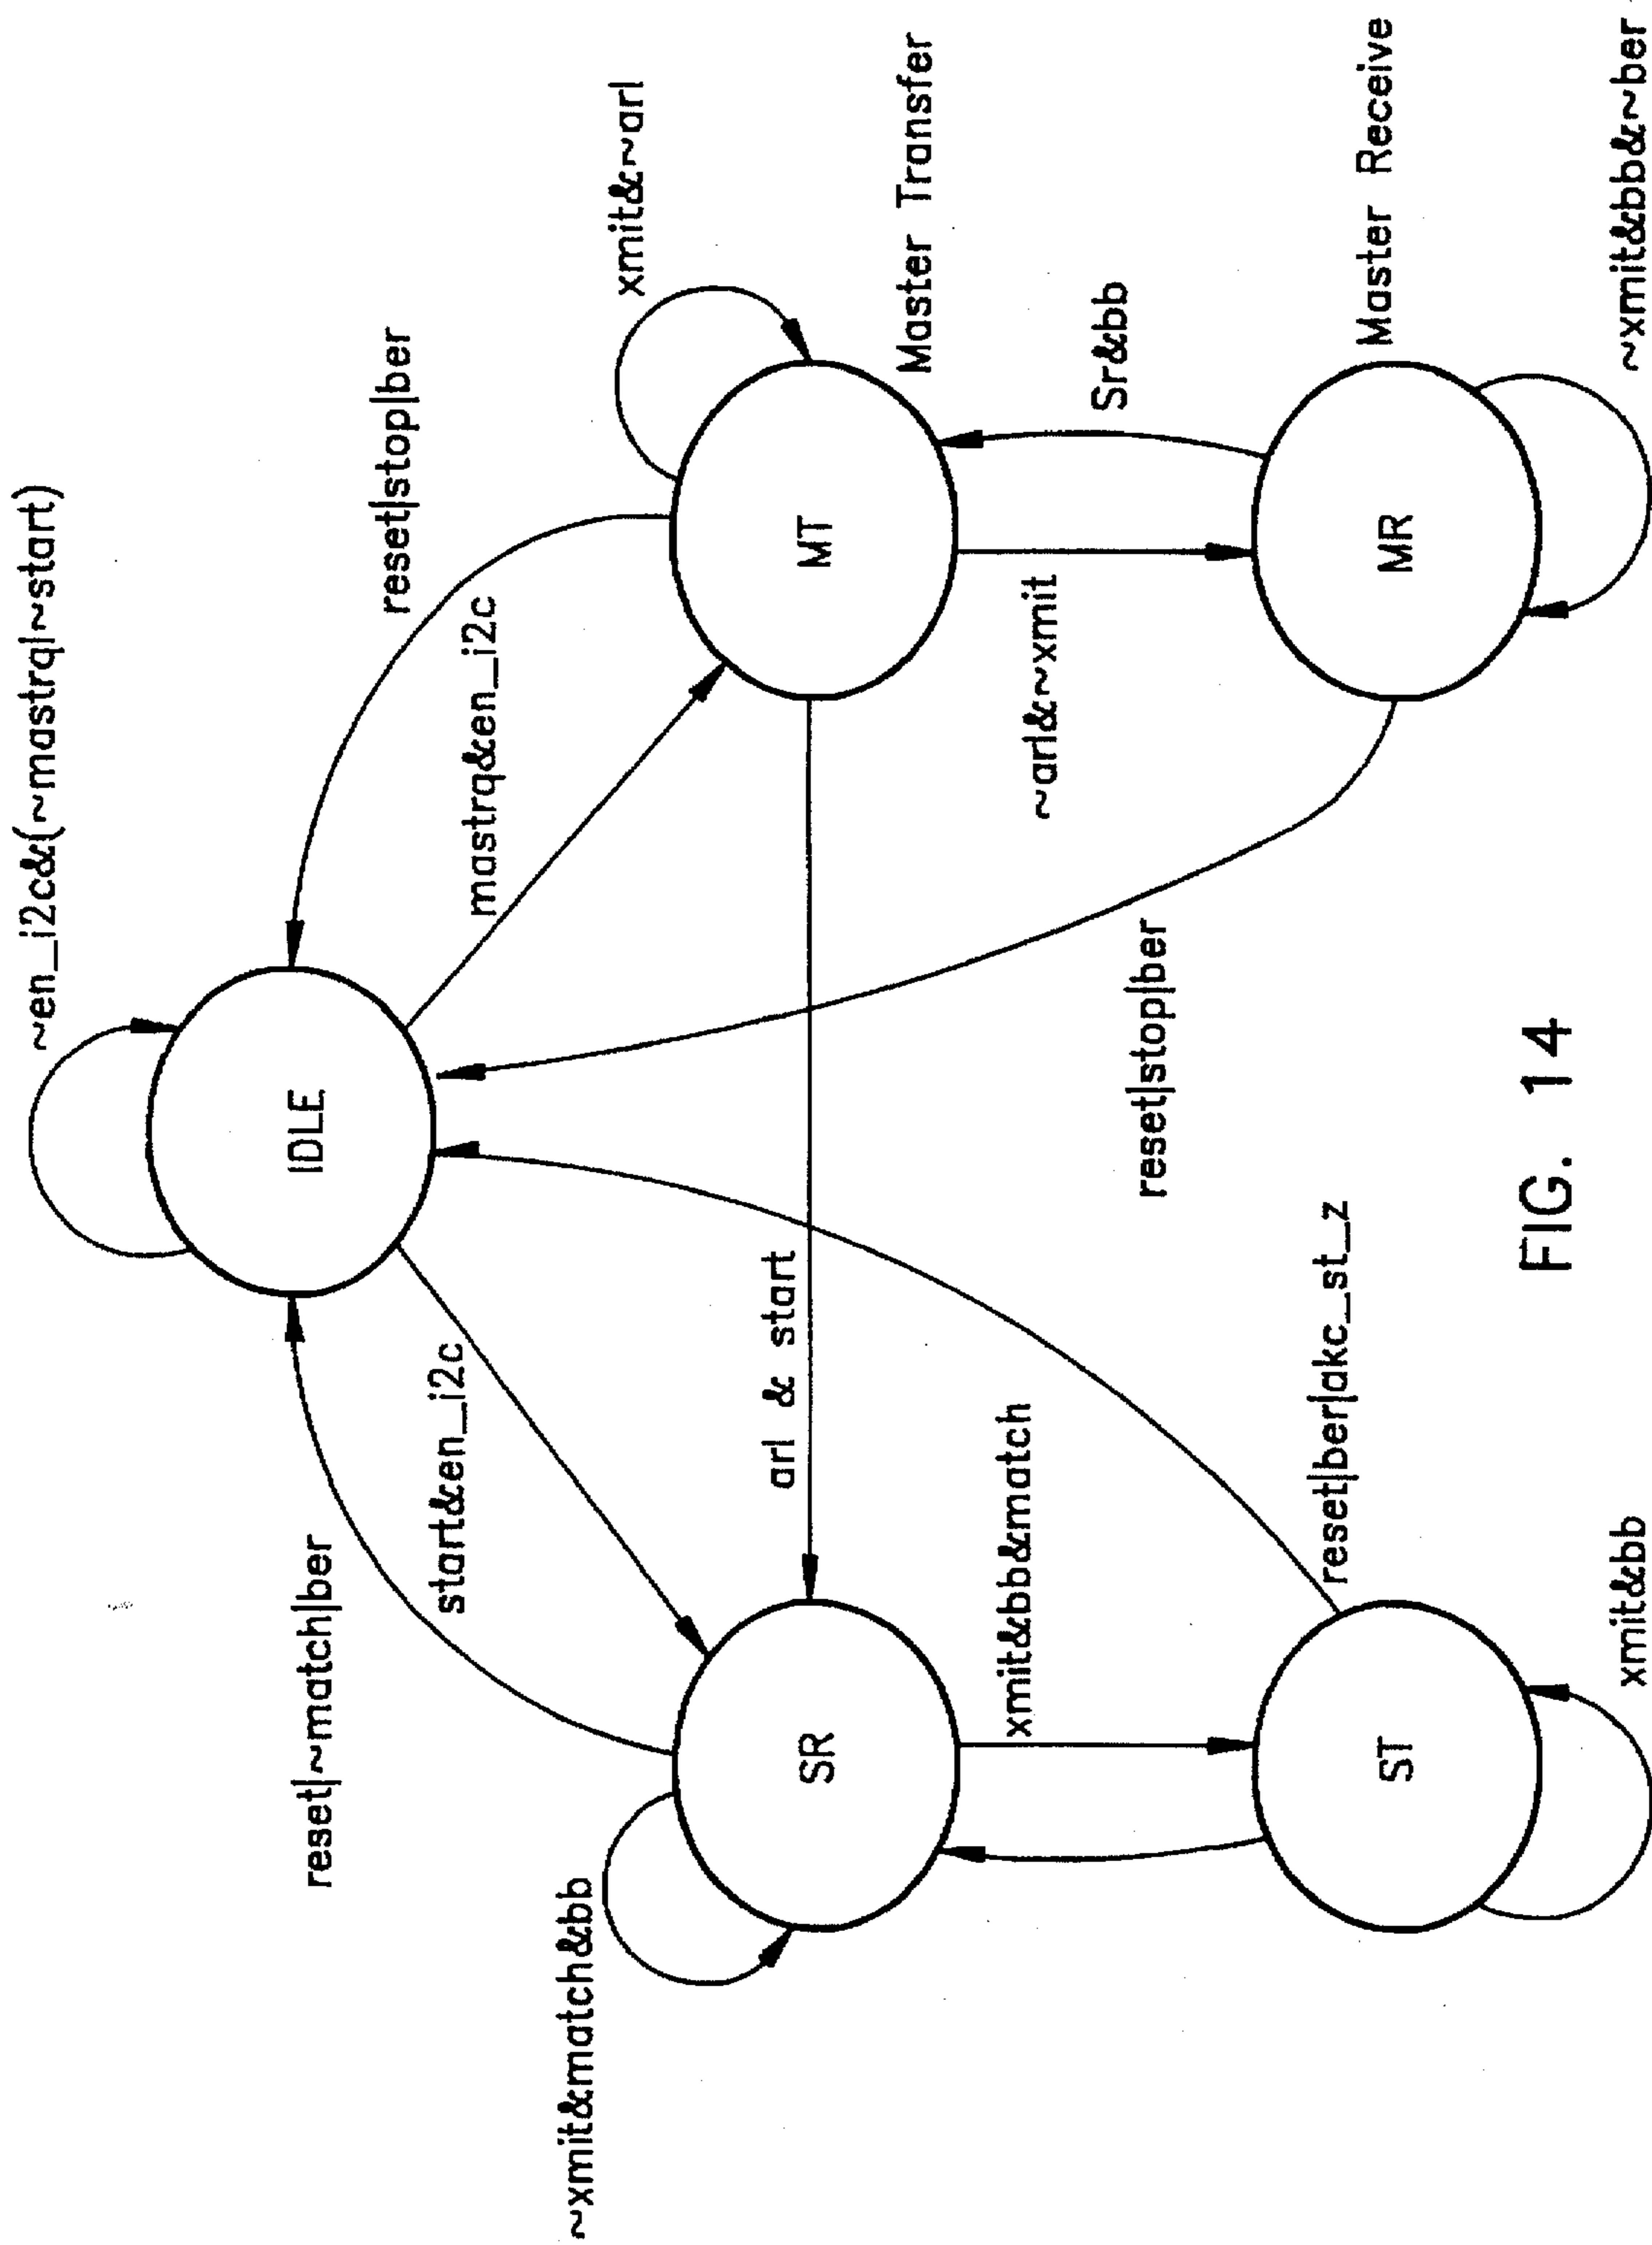 ~en_i2c&(~mastrq|~start)
IDLE
reset|~match|ber
start&en_i2c
mastrq&en_i2c
reset|stop|ber
~xmit&match&bb
xmit&~arl
SR
arl & start
MT
Master Transfer
xmit&bb&match
~arl&~xmit
Sr&bb
reset|stop|ber
reset|ber|akc_st_z
ST
MR
Master Receive
xmit&bb
~xmit&bb&~ber
FIG. 14